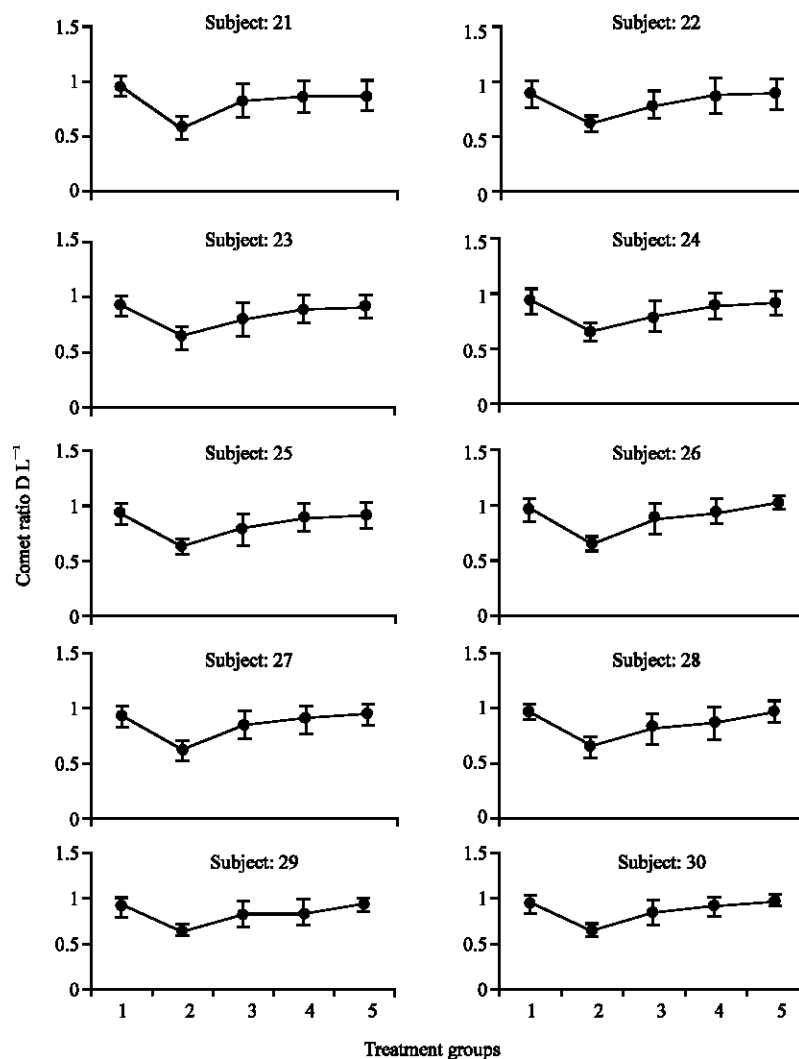 Subject: 21
1.5
1
0.5
0
Subject: 22
1.5
1
0.5
0
Subject: 23
1.5
1
0.5
0
Subject: 24
1.5
1
0.5
0
Subject: 25
1.5
1
0.5
0
Subject: 26
1.5
1
0.5
0
Subject: 27
1.5
1
0.5
0
Subject: 28
1.5
1
0.5
0
Subject: 29
1.5
1
0.5
0
1 2 3 4 5
Subject: 30
1.5
1
0.5
0
1 2 3 4 5
Comet ratio D L⁻¹
Treatment groups